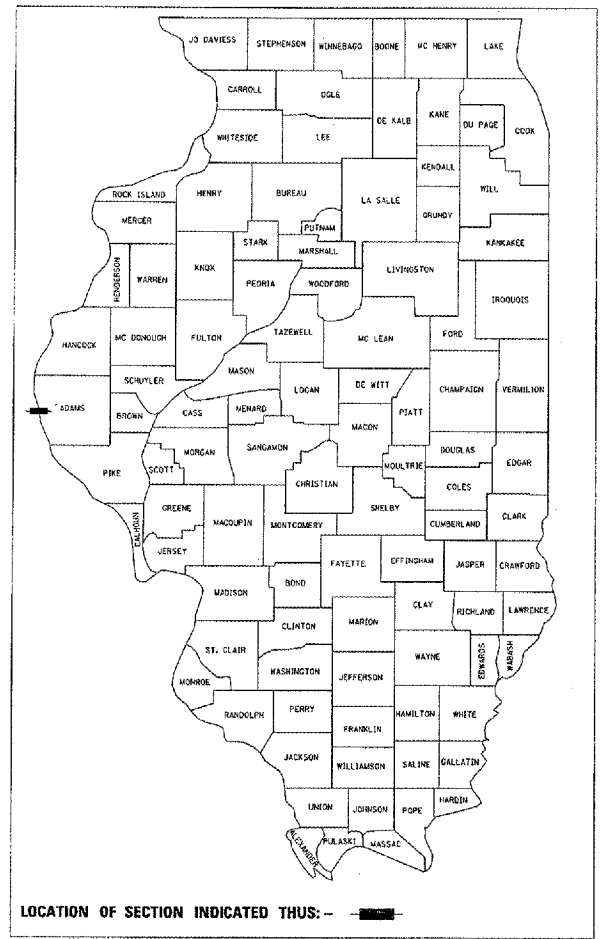 JO DAVIESS STEPHENSON WINNEBAGO BOONE MC HENRY LAKE
CARROLL OGLE
DE KALB KANE DU PAGE COOK
WHITESIDE LEE
KENDALL
ROCK ISLAND HENRY BUREAU LA SALLE WILL
MERCER GRUNDY
PUTNAM
STARK MARSHALL KANKAKEE
HENDERSON WARREN KNOX LIVINGSTON
PEORIA WOODFORD IROQUOIS
HANCOCK MC DONOUGH FULTON TAZEWELL MC LEAN FORD
MASON
SCHUYLER LOGAN DE WITT CHAMPAIGN VERMILION
ADAMS BROWN CASS MENARD PIATT
MACON
MORGAN SANGAMON DOUGLAS
PIKE SCOTT MOULTRIE EDGAR
CHRISTIAN COLES
GREENE SHELBY
CALHOUN MACOUPIN MONTGOMERY CUMBERLAND CLARK
JERSEY
FAYETTE EFFINGHAM JASPER CRAWFORD
MADISON BOND
CLAY RICHLAND LAWRENCE
CLINTON MARION
ST. CLAIR WAYNE EDWARDS WABASH
WASHINGTON JEFFERSON
MONROE
RANDOLPH PERRY HAMILTON WHITE
FRANKLIN
JACKSON WILLIAMSON SALINE GALLATIN
UNION JOHNSON POPE HARDIN
ALEXANDER PULASKI MASSAC
LOCATION OF SECTION INDICATED THUS: -